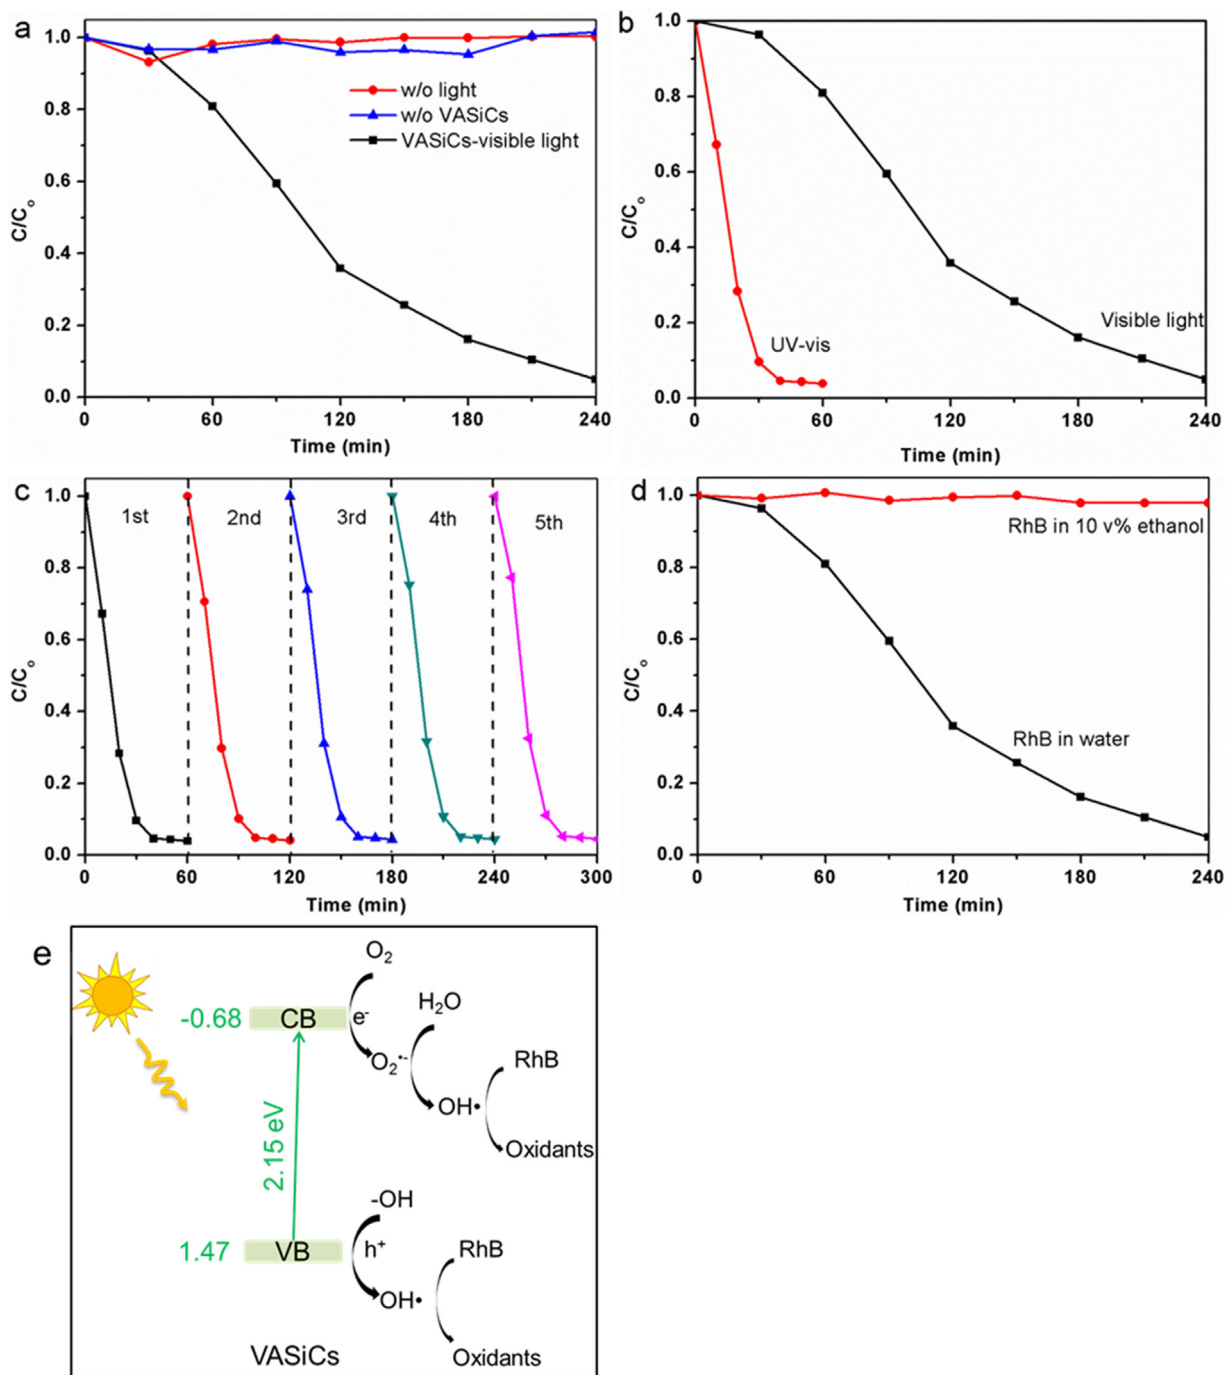 a
1.0
0.8
0.6
0.4
0.2
0.0
C/C₀
w/o light
w/o VASiCs
VASiCs-visible light
0 60 120 180 240
Time (min)
b
1.0
0.8
0.6
0.4
0.2
0.0
C/C₀
UV-vis
Visible light
0 60 120 180 240
Time (min)
c
1.0
0.8
0.6
0.4
0.2
0.0
C/C₀
1st 2nd 3rd 4th 5th
0 60 120 180 240 300
Time (min)
d
1.0
0.8
0.6
0.4
0.2
0.0
C/C₀
RhB in 10 v% ethanol
RhB in water
0 60 120 180 240
Time (min)
e
O₂
-0.68 CB e⁻
H₂O
O₂•⁻
RhB
OH•
Oxidants
2.15 eV
-OH
1.47 VB h⁺
RhB
OH•
Oxidants
VASiCs